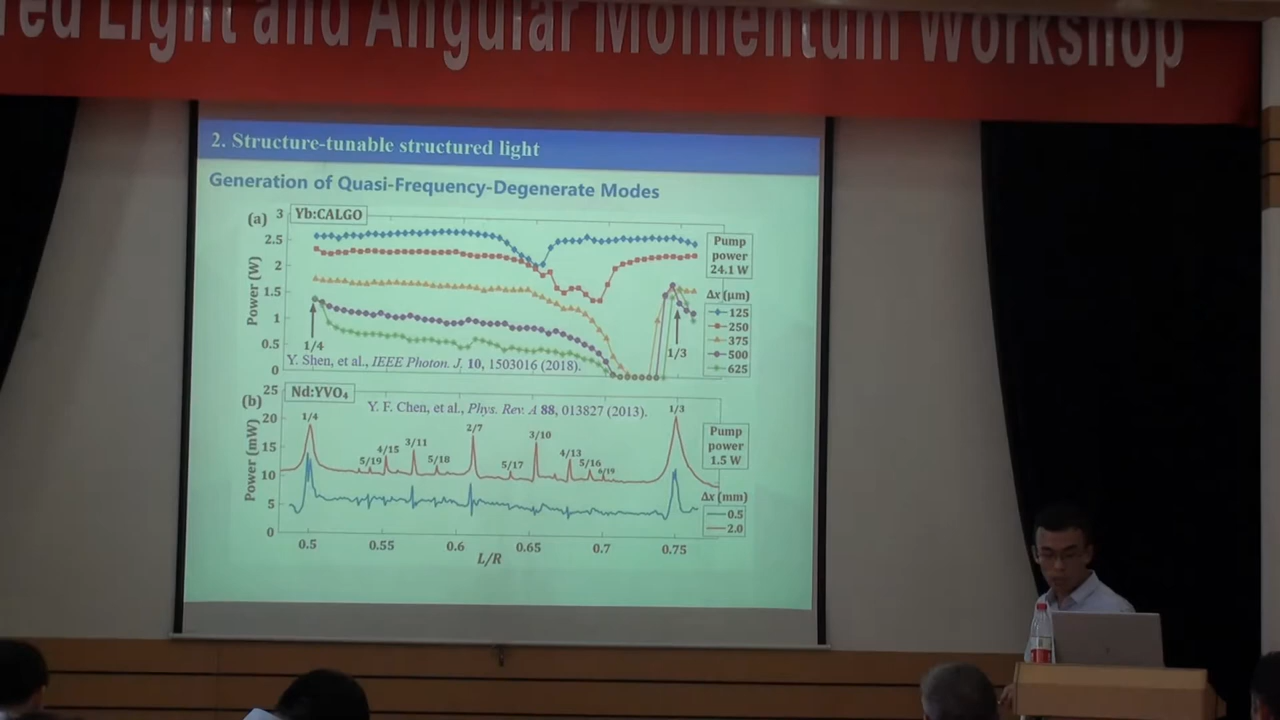 ed Light and Angular Momentum Workshop
2. Structure-tunable structured light
Generation of Quasi-Frequency-Degenerate Modes
(a)
Yb:CALGO
Power (W)
3
2.5
2
1.5
1
0.5
0
1/4
1/3
Y. Shen, et al., IEEE Photon. J. 10, 1503016 (2018).
Pump
power
24.1 W
Δx (μm)
125
250
375
500
625
(b)
Nd:YVO₄
Y. F. Chen, et al., Phys. Rev. A 88, 013827 (2013).
Power (mW)
25
20
15
10
5
0
1/4
5/19
4/15
3/11
5/18
2/7
5/17
3/10
4/13
5/16
6/19
1/3
Pump
power
1.5 W
Δx (mm)
0.5
2.0
0.5 0.55 0.6 0.65 0.7 0.75
L/R